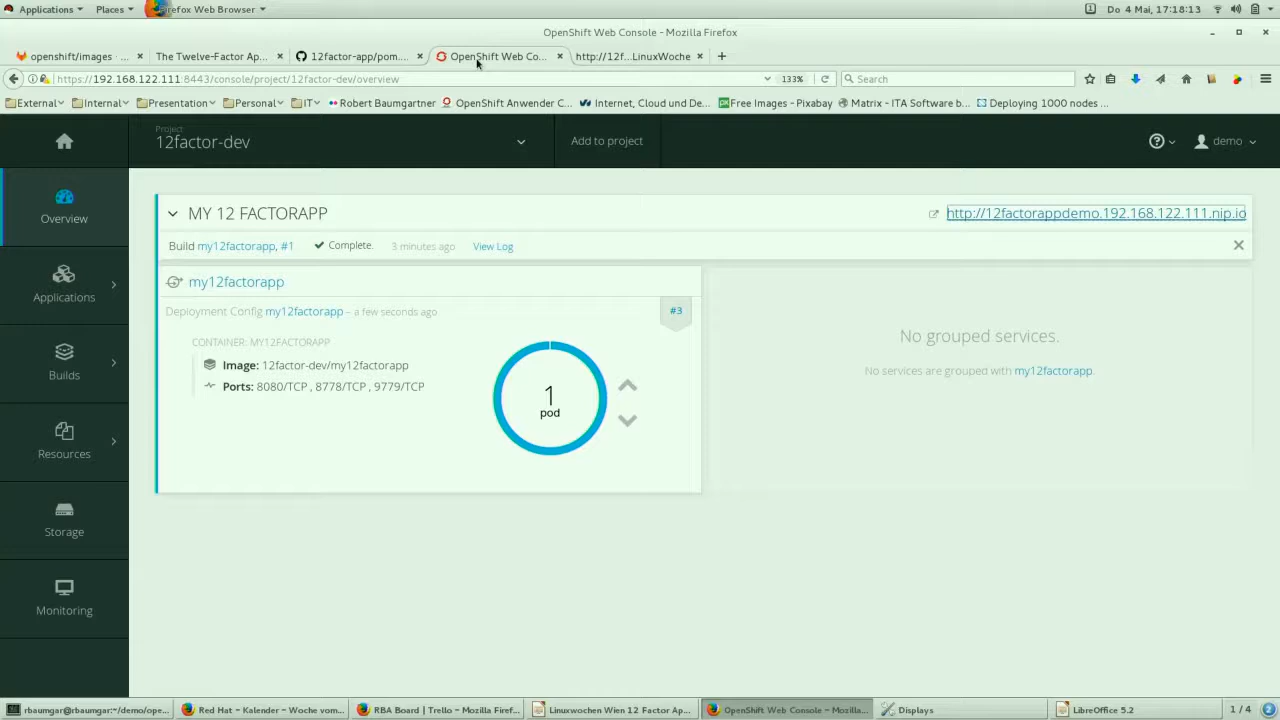 Applications Places Firefox Web Browser 1 Do 4 Mai, 17:18:13
OpenShift Web Console - Mozilla Firefox
openshift/images · ... The Twelve-Factor Ap... 12factor-app/pom... OpenShift Web Co... http://12f...LinuxWoche
https://192.168.122.111:8443/console/project/12factor-dev/overview 133% Search
External Internal Presentation Personal IT Robert Baumgartner OpenShift Anwender C... Internet, Cloud und De... Free Images - Pixabay Matrix - ITA Software b... Deploying 1000 nodes ...
Project
12factor-dev
Add to project
demo
Overview
Applications
Builds
Resources
Storage
Monitoring
MY 12 FACTORAPP http://12factorappdemo.192.168.122.111.nip.io
Build my12factorapp, #1 Complete. 3 minutes ago View Log
my12factorapp
Deployment Config my12factorapp – a few seconds ago #3
CONTAINER: MY12FACTORAPP
Image: 12factor-dev/my12factorapp
Ports: 8080/TCP , 8778/TCP , 9779/TCP
1
pod
No grouped services.
No services are grouped with my12factorapp.
rbaumgar@rbaumgar:~/demo/ope... Red Hat – Kalender – Woche vom... RBA Board | Trello – Mozilla Firef... Linuxwochen Wien 12 Factor Ap... OpenShift Web Console – Mozilla... Displays LibreOffice 5.2 1 / 4 2